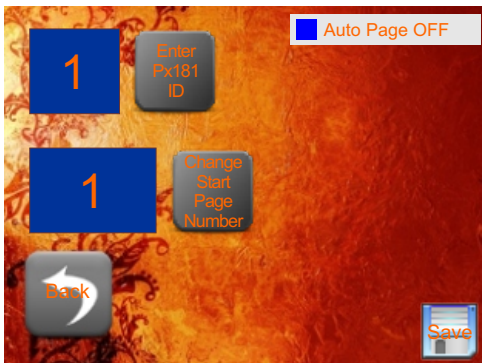 Auto Page OFF
1
Enter
Px181
ID
1
Change
Start
Page
Number
Back
Save